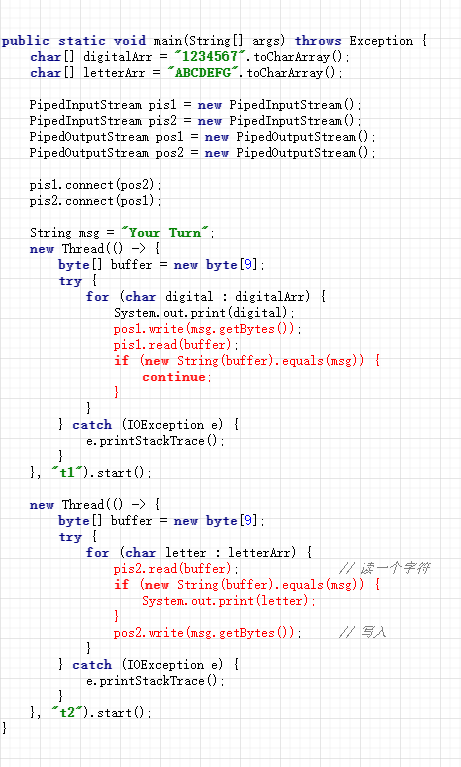 public static void main(String[] args) throws Exception {
    char[] digitalArr = "1234567".toCharArray();
    char[] letterArr = "ABCDEFG".toCharArray();

    PipedInputStream pis1 = new PipedInputStream();
    PipedInputStream pis2 = new PipedInputStream();
    PipedOutputStream pos1 = new PipedOutputStream();
    PipedOutputStream pos2 = new PipedOutputStream();

    pis1.connect(pos2);
    pis2.connect(pos1);

    String msg = "Your Turn";
    new Thread(() -> {
        byte[] buffer = new byte[9];
        try {
            for (char digital : digitalArr) {
                System.out.print(digital);
                pos1.write(msg.getBytes());
                pis1.read(buffer);
                if (new String(buffer).equals(msg)) {
                    continue;
                }
            }
        } catch (IOException e) {
            e.printStackTrace();
        }
    }, "t1").start();

    new Thread(() -> {
        byte[] buffer = new byte[9];
        try {
            for (char letter : letterArr) {
                pis2.read(buffer);              // 读一个字符
                if (new String(buffer).equals(msg)) {
                    System.out.print(letter);
                }
                pos2.write(msg.getBytes());     // 写入
            }
        } catch (IOException e) {
            e.printStackTrace();
        }
    }, "t2").start();
}